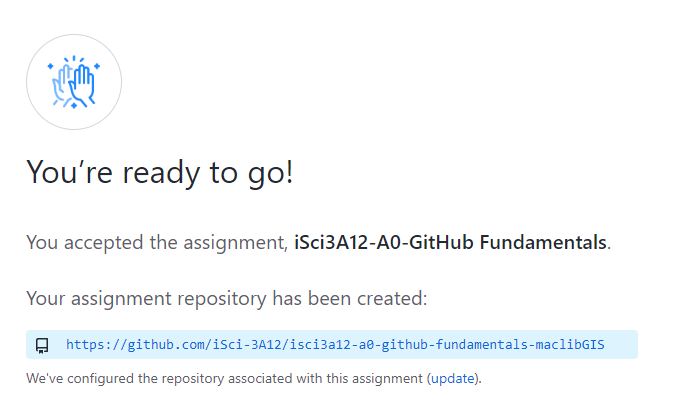 You’re ready to go!
You accepted the assignment, iSci3A12-A0-GitHub Fundamentals.
Your assignment repository has been created:
https://github.com/iSci-3A12/isci3a12-a0-github-fundamentals-maclibGIS
We've configured the repository associated with this assignment (update).